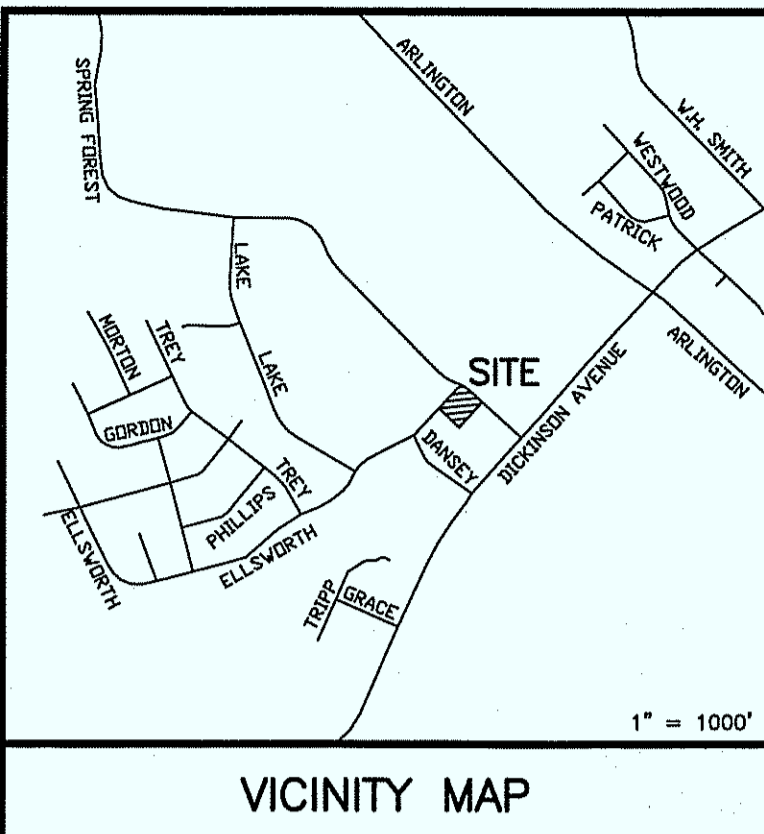 SPRING FOREST
ARLINGTON
W.H. SMITH
WESTWOOD
PATRICK
LAKE
MORTON
TREY
LAKE
SITE
ARLINGTON
DICKINSON AVENUE
GORDON
DANSEY
TREY
PHILLIPS
ELLSWORTH
ELLSWORTH
TRIPP
GRACE
1" = 1000'
VICINITY MAP